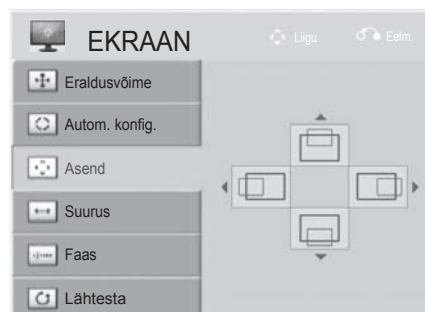 EKRAAN
Liigu
Eelm.
Eraldusvõime
Autom. konfig.
Asend
Suurus
Faas
Lähtesta